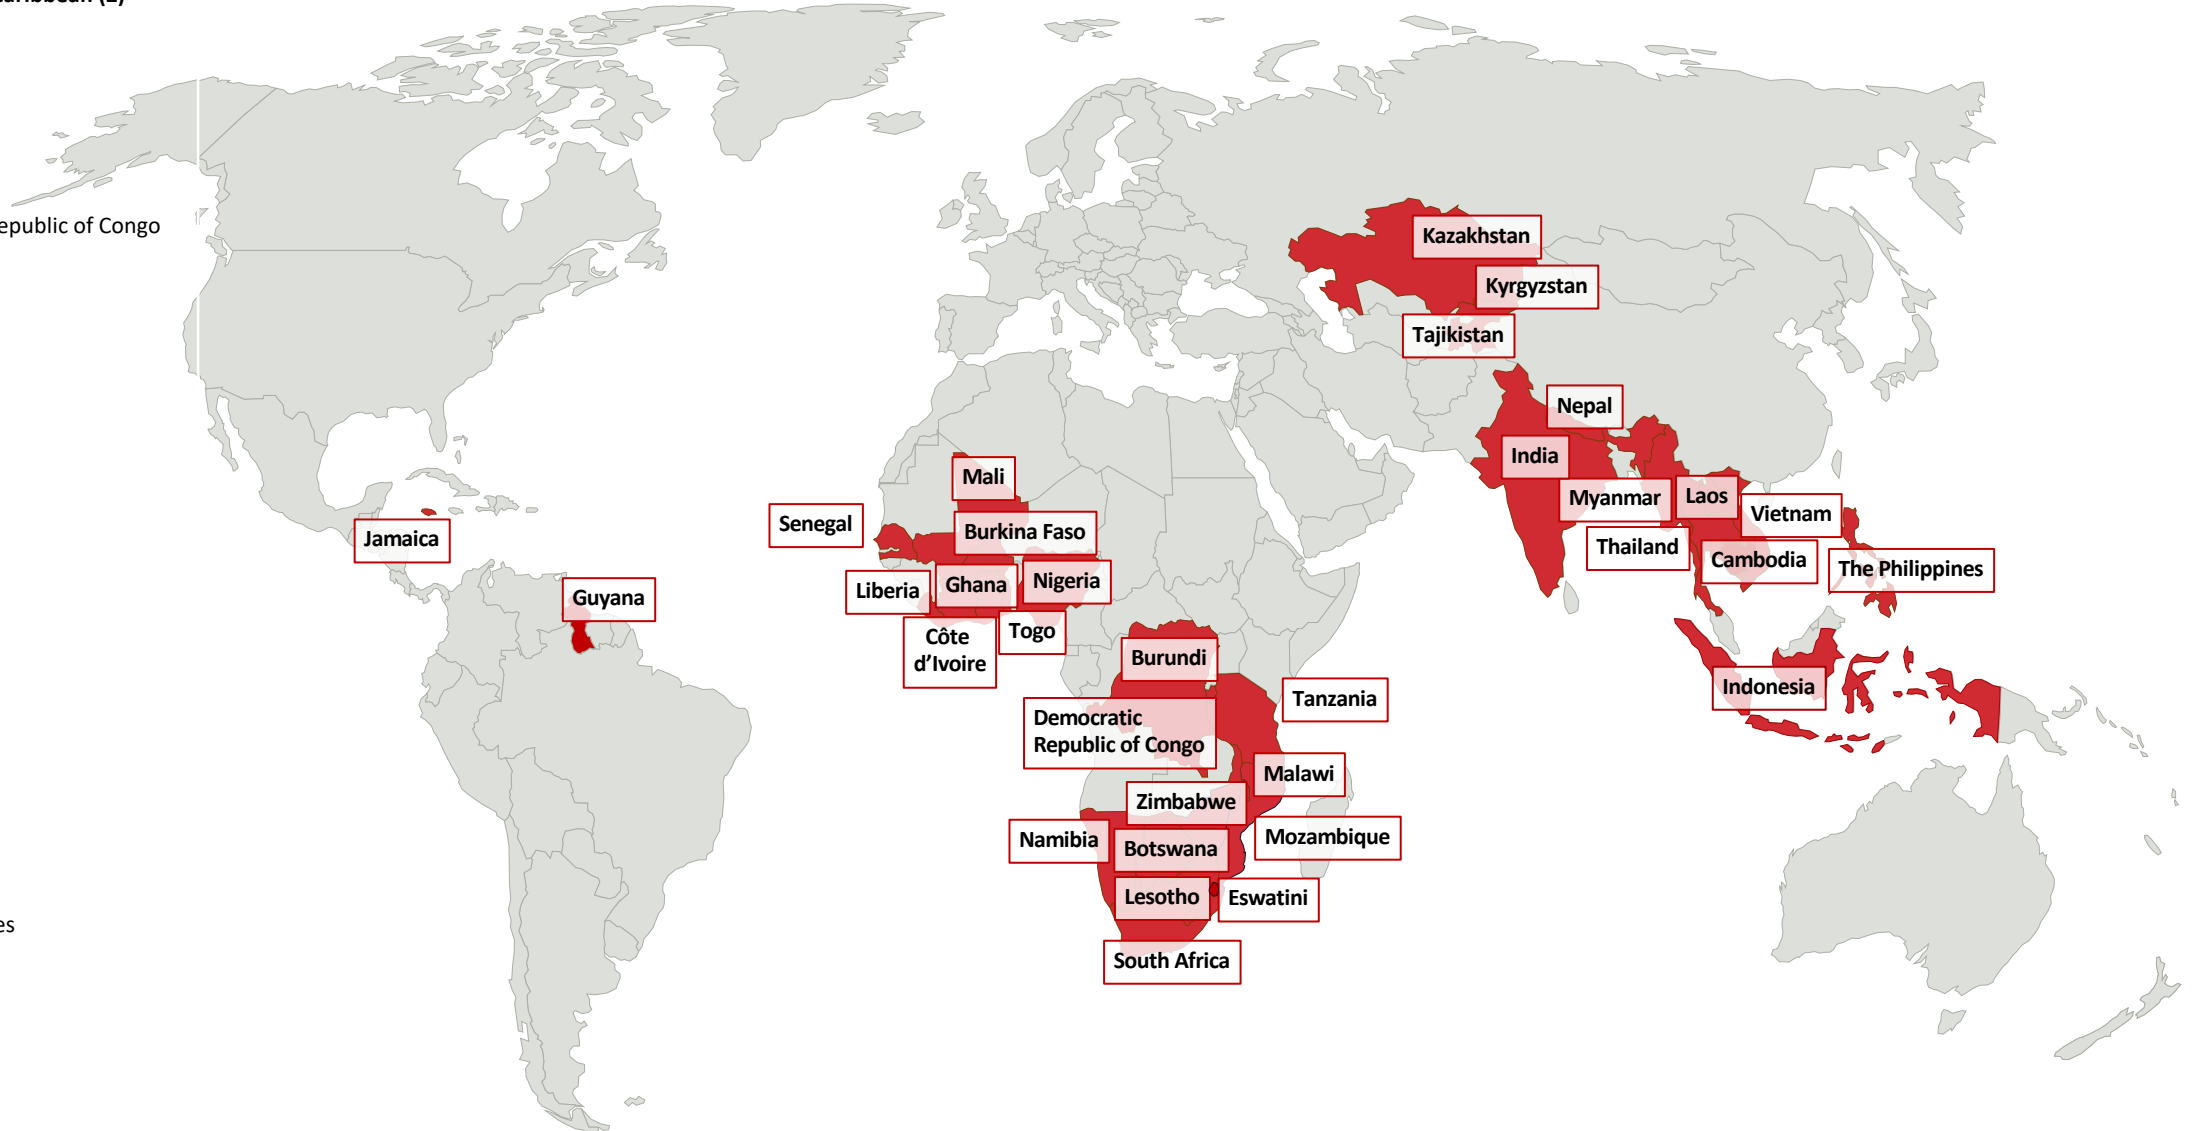 epublic of Congo
es
Kazakhstan
Kyrgyzstan
Tajikistan
Nepal
India
Mali
Myanmar
Laos
Vietnam
Senegal
Burkina Faso
Jamaica
Thailand
Cambodia
The Philippines
Liberia
Ghana
Nigeria
Guyana
Togo
Côte
d’Ivoire
Burundi
Indonesia
Tanzania
Democratic
Republic of Congo
Malawi
Zimbabwe
Namibia
Botswana
Mozambique
Lesotho
Eswatini
South Africa